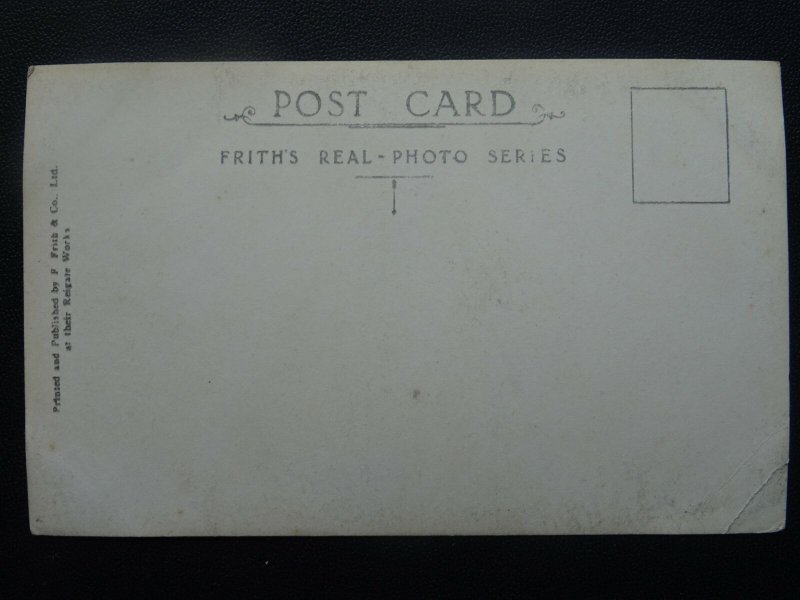 POST CARD
FRITH'S REAL-PHOTO SERIES
Printed and Published by F. Frith & Co., Ltd.
at their Reigate Works